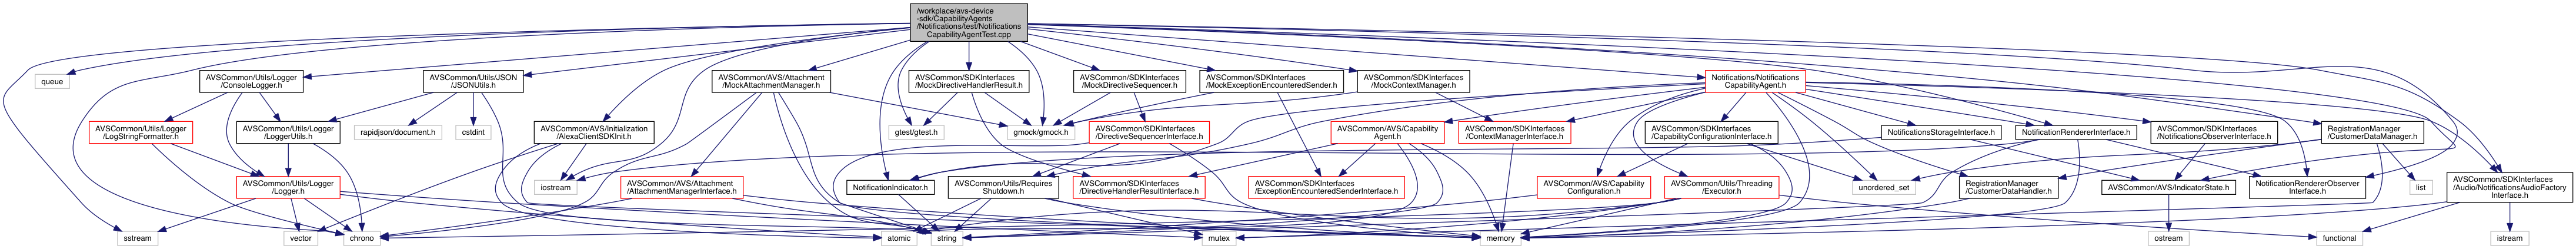 /workplace/avs-device
-sdk/CapabilityAgents
/Notifications/test/Notifications
CapabilityAgentTest.cpp
queue
AVSCommon/Utils/Logger
/ConsoleLogger.h
AVSCommon/Utils/JSON
/JSONUtils.h
AVSCommon/AVS/Attachment
/MockAttachmentManager.h
AVSCommon/SDKInterfaces
/MockDirectiveHandlerResult.h
AVSCommon/SDKInterfaces
/MockDirectiveSequencer.h
AVSCommon/SDKInterfaces
/MockExceptionEncounteredSender.h
AVSCommon/SDKInterfaces
/MockContextManager.h
Notifications/Notifications
CapabilityAgent.h
AVSCommon/Utils/Logger
/LogStringFormatter.h
AVSCommon/Utils/Logger
/LoggerUtils.h
rapidjson/document.h
cstdint
AVSCommon/AVS/Initialization
/AlexaClientSDKInit.h
gtest/gtest.h
gmock/gmock.h
AVSCommon/SDKInterfaces
/DirectiveSequencerInterface.h
AVSCommon/AVS/Capability
Agent.h
AVSCommon/SDKInterfaces
/ContextManagerInterface.h
AVSCommon/SDKInterfaces
/CapabilityConfigurationInterface.h
NotificationsStorageInterface.h
NotificationRendererInterface.h
AVSCommon/SDKInterfaces
/NotificationsObserverInterface.h
RegistrationManager
/CustomerDataManager.h
AVSCommon/Utils/Logger
/Logger.h
iostream
AVSCommon/AVS/Attachment
/AttachmentManagerInterface.h
NotificationIndicator.h
AVSCommon/Utils/Requires
Shutdown.h
AVSCommon/SDKInterfaces
/DirectiveHandlerResultInterface.h
AVSCommon/SDKInterfaces
/ExceptionEncounteredSenderInterface.h
AVSCommon/AVS/Capability
Configuration.h
AVSCommon/Utils/Threading
/Executor.h
unordered_set
RegistrationManager
/CustomerDataHandler.h
AVSCommon/AVS/IndicatorState.h
NotificationRendererObserver
Interface.h
list
AVSCommon/SDKInterfaces
/Audio/NotificationsAudioFactory
Interface.h
sstream
vector
chrono
atomic
string
mutex
memory
ostream
functional
istream